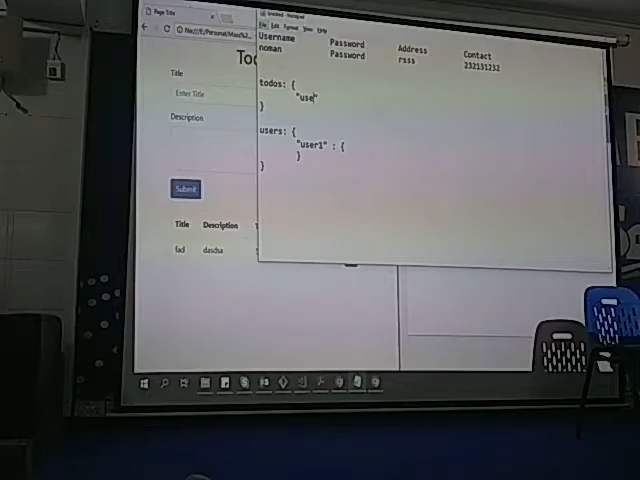 Page Title
Untitled - Notepad
File Edit Format View Help
Username Password Address Contact
noman Password rsss 232131232
todos: {
"use"
}
users: {
"user1" : {
}
}
Title
Enter Title
Description
Submit
Title Description
fad dasdsa